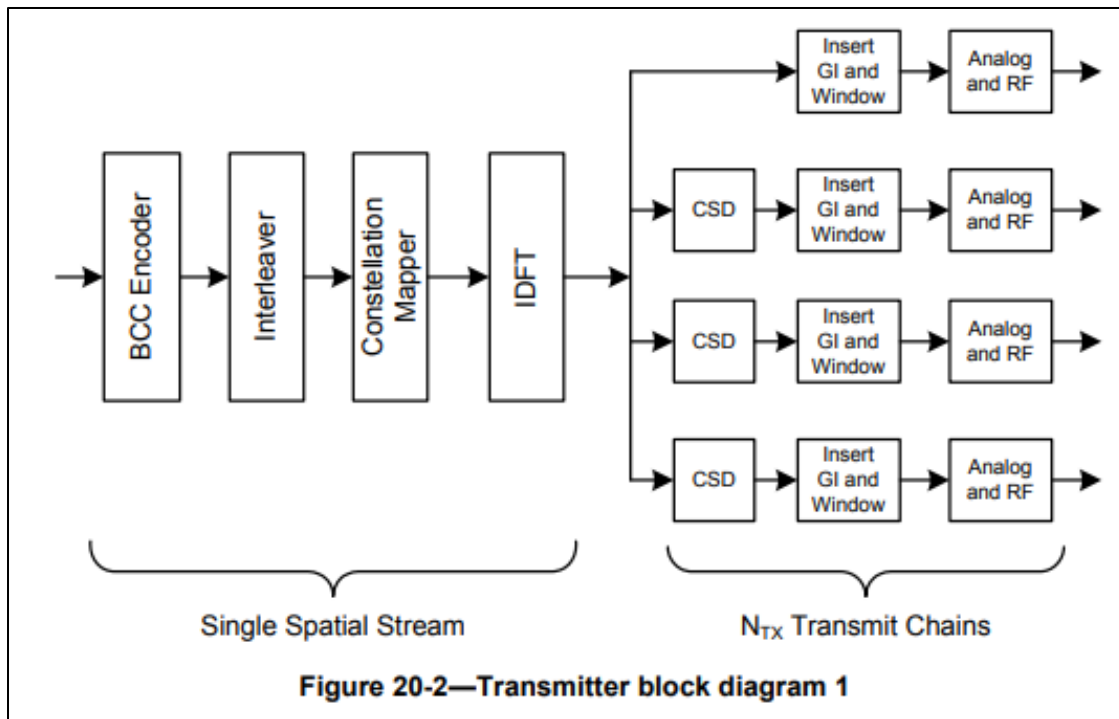 Insert
GI and
Window
Analog
and RF
BCC Encoder
Interleaver
Constellation
Mapper
IDFT
CSD
Insert
GI and
Window
Analog
and RF
CSD
Insert
GI and
Window
Analog
and RF
CSD
Insert
GI and
Window
Analog
and RF
Single Spatial Stream
N_TX Transmit Chains
Figure 20-2—Transmitter block diagram 1